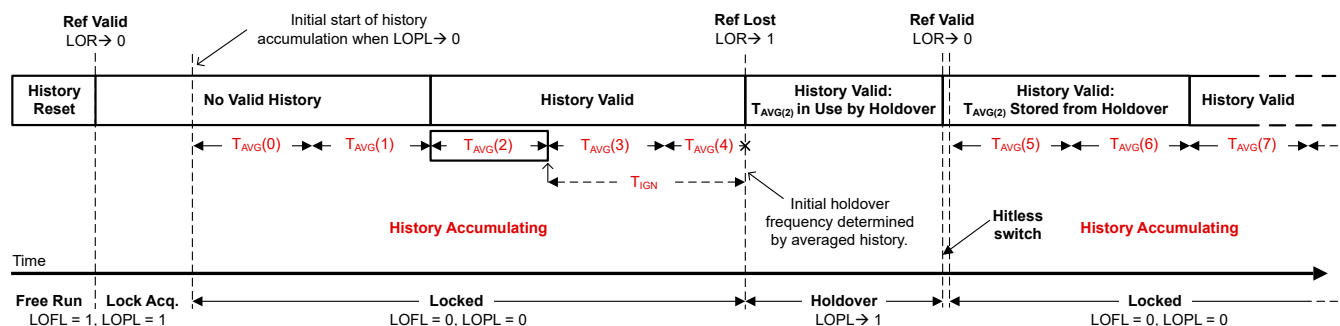 Ref Valid
LOR→ 0
Initial start of history
accumulation when LOPL→ 0
Ref Lost
LOR→ 1
Ref Valid
LOR→ 0
History
Reset
No Valid History
History Valid
History Valid:
TAVG(2) in Use by Holdover
History Valid:
TAVG(2) Stored from Holdover
History Valid
TAVG(0)
TAVG(1)
TAVG(2)
TAVG(3)
TAVG(4)
TAVG(5)
TAVG(6)
TAVG(7)
TIGN
Initial holdover
frequency determined
by averaged history.
History Accumulating
Hitless
switch
History Accumulating
Time
Free Run
Lock Acq.
LOFL = 1, LOPL = 1
Locked
LOFL = 0, LOPL = 0
Holdover
LOPL→ 1
Locked
LOFL = 0, LOPL = 0